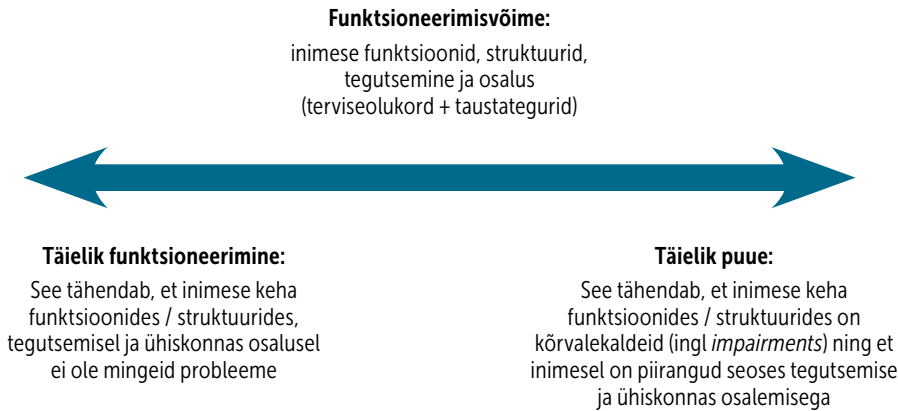 Funktsioneerimisvõime:
inimese funktsioonid, struktuurid,
tegutsemine ja osalus
(terviseolukord + taustategurid)
Täielik funktsioneerimine:
See tähendab, et inimese keha
funktsioonides / struktuurides,
tegutsemisel ja ühiskonnas osalusel
ei ole mingeid probleeme
Täielik puue:
See tähendab, et inimese keha
funktsioonides / struktuurides on
kõrvalekaldeid (ingl impairments) ning et
inimesel on piirangud seoses tegutsemise
ja ühiskonnas osalemisega